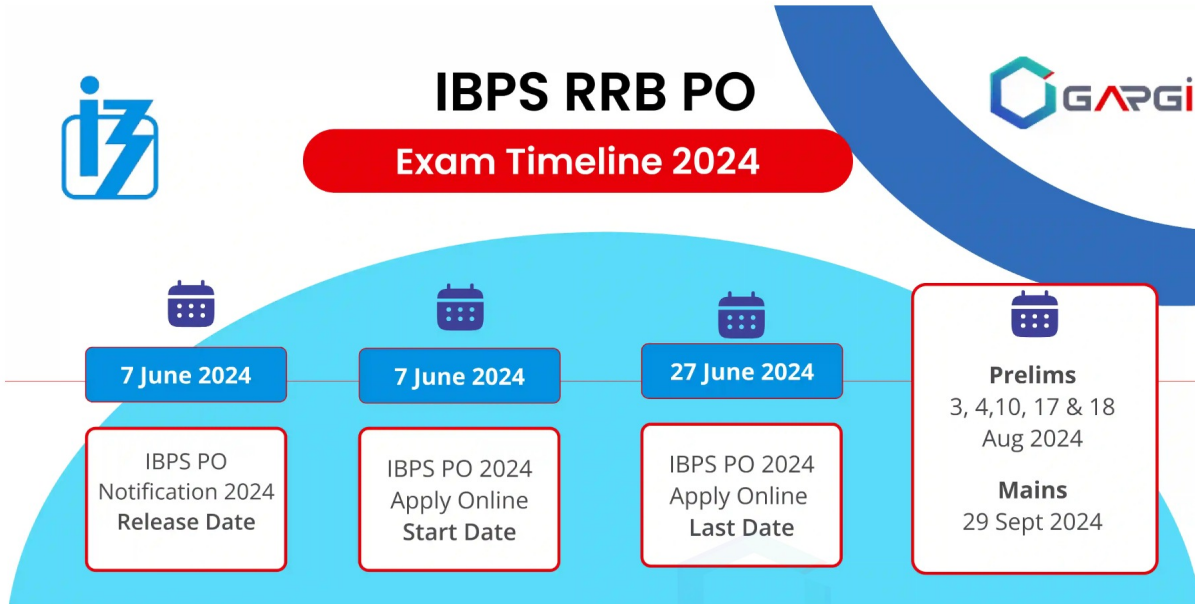 IBPS RRB PO
GARGI
Exam Timeline 2024
7 June 2024
IBPS PO
Notification 2024
Release Date
7 June 2024
IBPS PO 2024
Apply Online
Start Date
27 June 2024
IBPS PO 2024
Apply Online
Last Date
Prelims
3, 4,10, 17 & 18
Aug 2024
Mains
29 Sept 2024